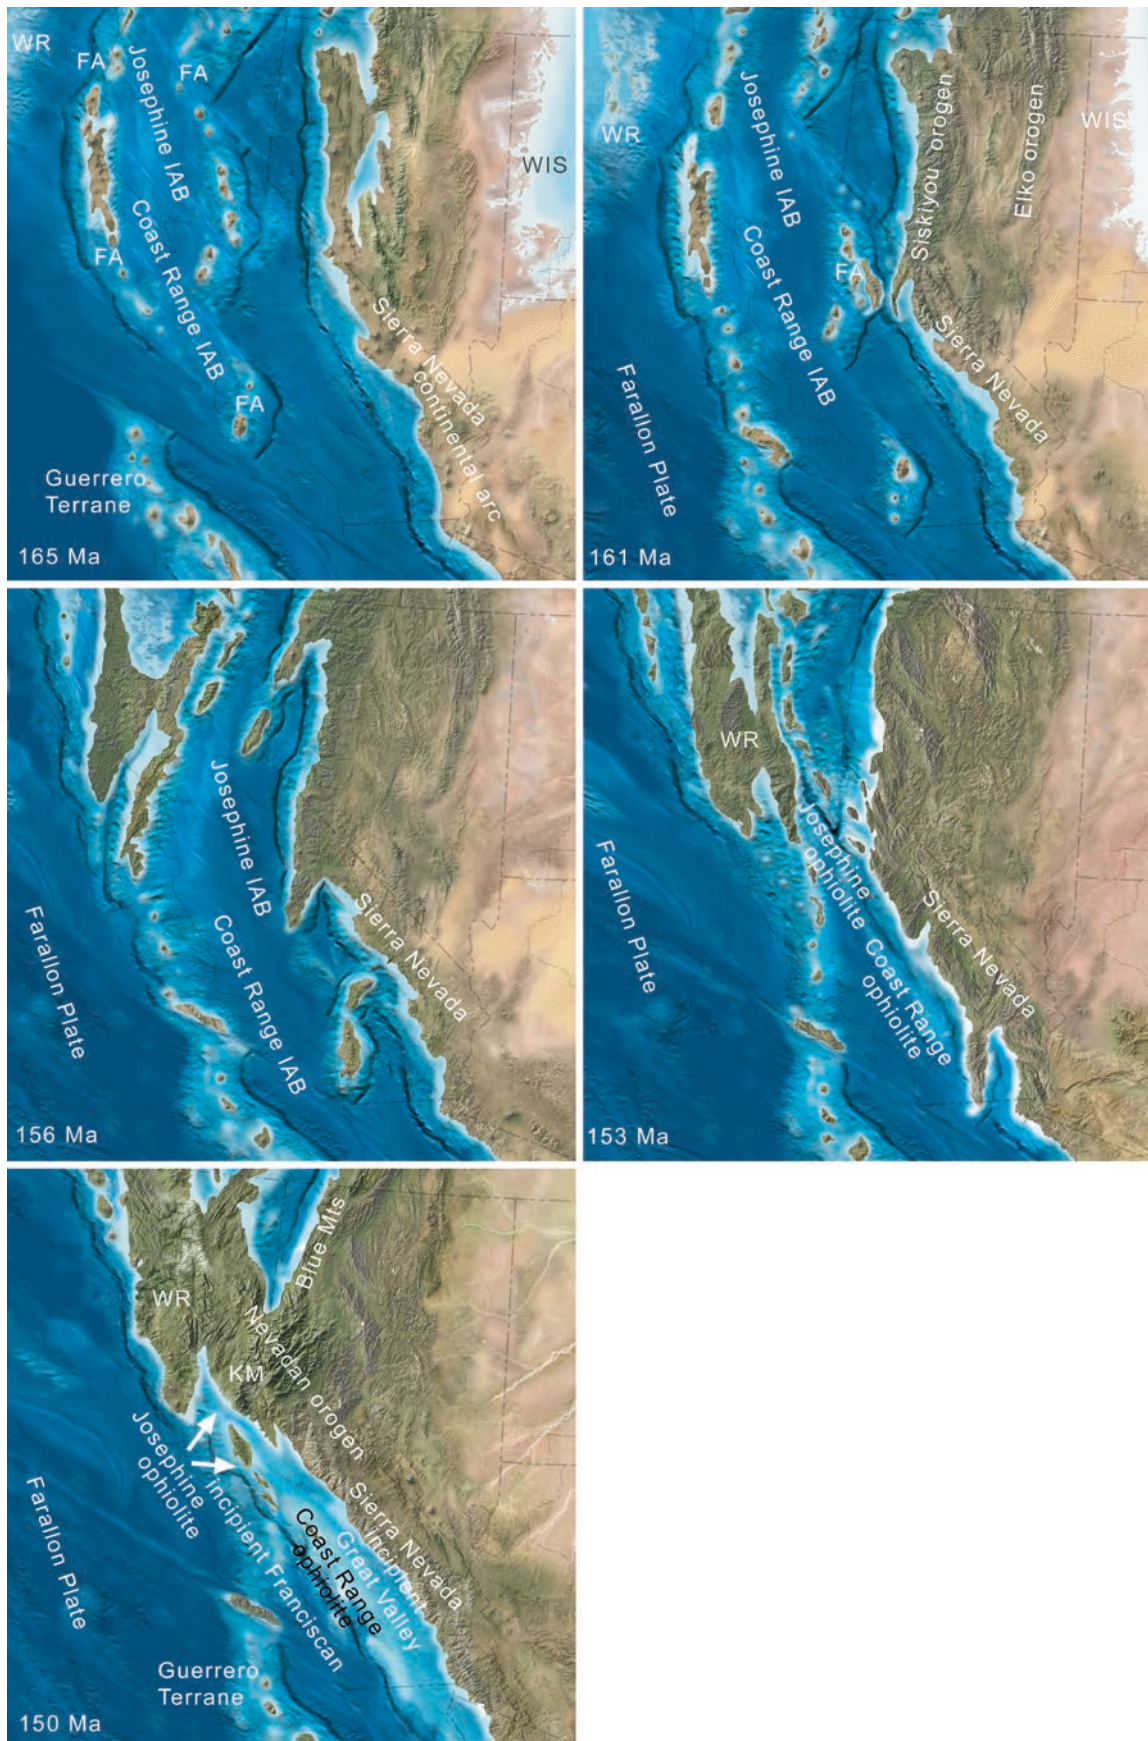 WR
FA
FA
Josephine IAB
WIS
FA
Coast Range IAB
Sierra Nevada
continental arc
FA
Guerrero
Terrane
165 Ma
WR
Josephine IAB
Siskiyou orogen
Elko orogen
WIS
Coast Range IAB
FA
Sierra Nevada
Farallon Plate
161 Ma
Josephine IAB
Sierra Nevada
Coast Range IAB
Farallon Plate
156 Ma
WR
Josephine
ophiolite
Coast Range
ophiolite
Sierra Nevada
Farallon Plate
153 Ma
Blue Mts
WR
Nevadan orogen
KM
Josephine
ophiolite
incipient Franciscan
Coast Range
ophiolite
Sierra Nevada
Incipient
Great Valley
Farallon Plate
Guerrero
Terrane
150 Ma